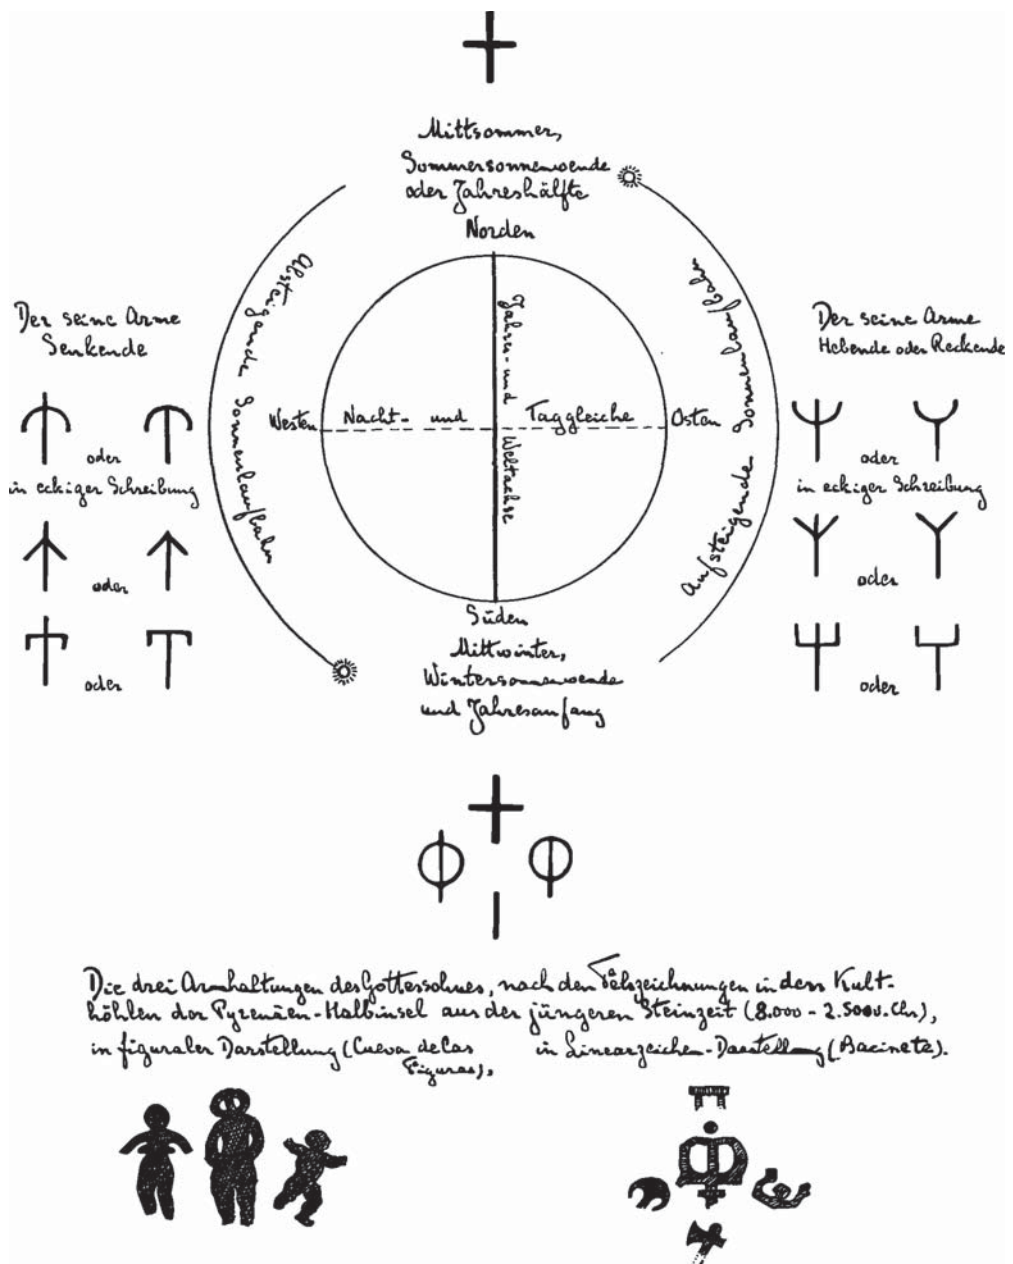 Mittsommer,
Sommersonnenwende
oder Jahreshälfte
Norden
Absteigende Sonnenlaufbahn
Jahres- und Weltachse
Aufsteigende Sonnenlaufbahn
Der seine Arme
Senkende
oder
in eckiger Schreibung
oder
oder
Westen Nacht- und Taggleiche Osten
Der seine Arme
Hebende oder Reckende
oder
in eckiger Schreibung
oder
oder
Süden
Mittwinter,
Wintersonnenwende
und Jahresanfang
Die drei Armhaltungen des Gottessohnes, nach den Felszeichnungen in den Kult-
höhlen der Pyrenäen-Halbinsel aus der jüngeren Steinzeit (8.000 - 2.500 v. Chr.),
in figuraler Darstellung (Cueva de las
Figuras),
in Linearzeichen-Darstellung (Bacinete).